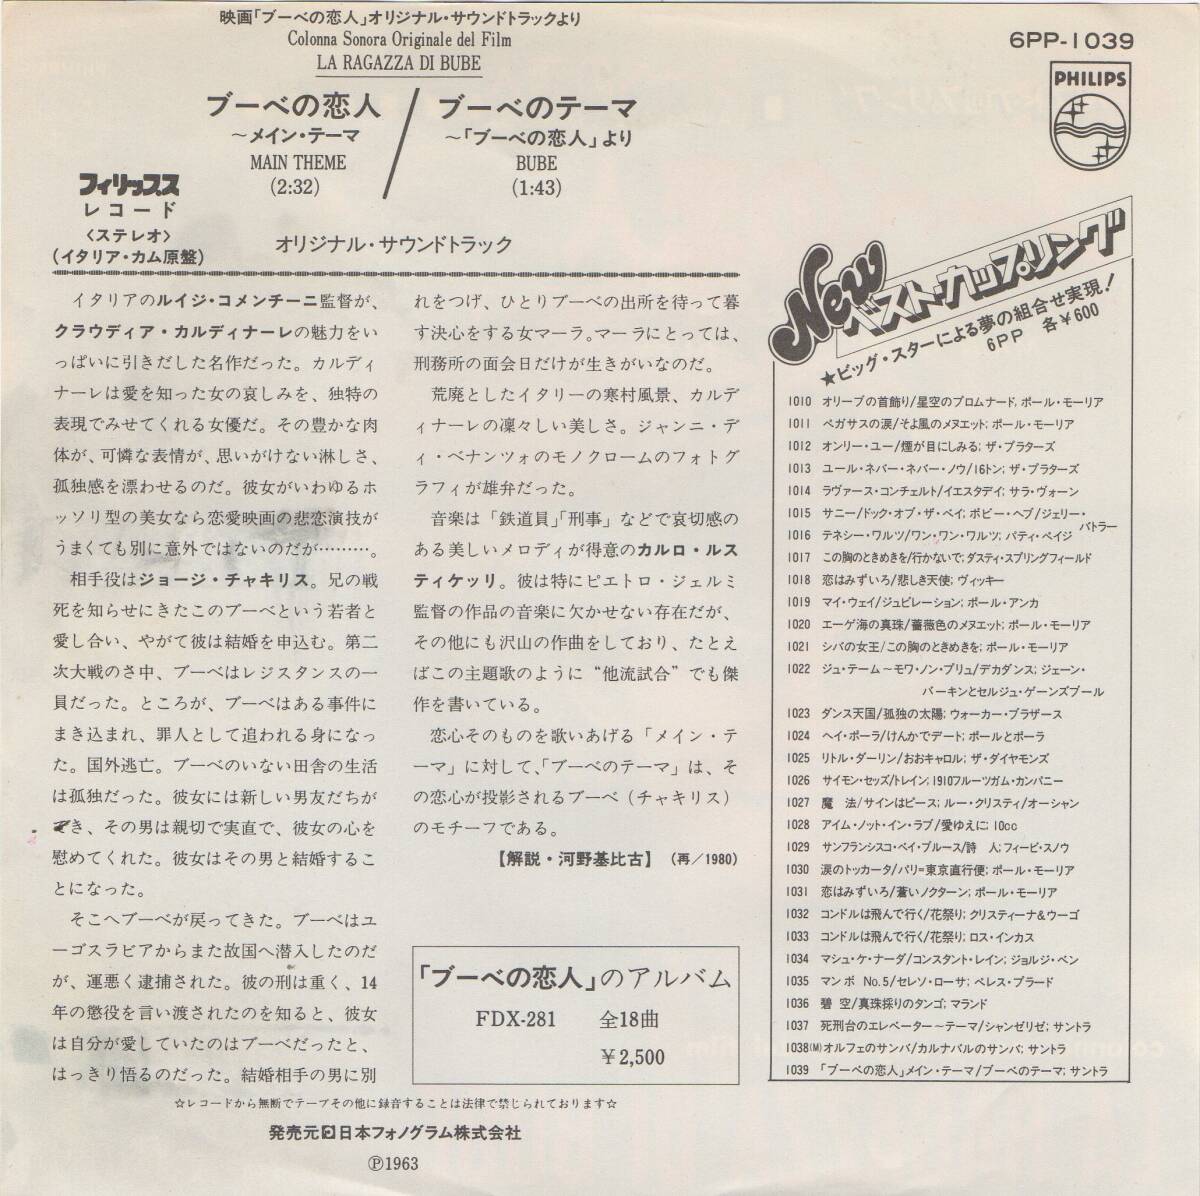 映画「ブーベの恋人」オリジナル・サウンドトラックより
Colonna Sonora Originale del Film
LA RAGAZZA DI BUBE
6PP-1039
PHILIPS
ブーベの恋人
〜メイン・テーマ
MAIN THEME
(2:32)
ブーベのテーマ
〜「ブーベの恋人」より
BUBE
(1:43)
フィリップス
レコード
〈ステレオ〉
(イタリア・カム原盤)
オリジナル・サウンドトラック
イタリアのルイジ・コメンチーニ監督が、
クラウディア・カルディナーレの魅力をい
っぱいに引きだした名作だった。カルディ
ナーレは愛を知った女の哀しみを、独特の
表現でみせてくれる女優だ。その豊かな肉
体が、可憐な表情が、思いがけない淋しさ、
孤独感を漂わせるのだ。彼女がいわゆるホ
ッソリ型の美女なら恋愛映画の悲恋演技が
うまくても別に意外ではないのだが………。
相手役はジョージ・チャキリス。兄の戦
死を知らせにきたこのブーベという若者と
愛し合い、やがて彼は結婚を申込む。第二
次大戦のさ中、ブーベはレジスタンスの一
員だった。ところが、ブーベはある事件に
まき込まれ、罪人として追われる身になっ
た。国外逃亡。ブーベのいない田舎の生活
は孤独だった。彼女には新しい男友だちが
でき、その男は親切で実直で、彼女の心を
慰めてくれた。彼女はその男と結婚するこ
とになった。
そこへブーベが戻ってきた。ブーベはユ
ーゴスラビアからまた故国へ潜入したのだ
が、運悪く逮捕された。彼の刑は重く、14
年の懲役を言い渡されたのを知ると、彼女
は自分が愛していたのはブーベだったと、
はっきり悟るのだった。結婚相手の男に別
れをつげ、ひとりブーベの出所を待って暮
す決心をする女マーラ。マーラにとっては、
刑務所の面会日だけが生きがいなのだ。
荒廃としたイタリーの寒村風景、カルデ
ィナーレの凜々しい美しさ。ジャンニ・デ
ィ・ベナンツォのモノクロームのフォトグ
ラフィが雄弁だった。
音楽は「鉄道員」「刑事」などで哀切感の
ある美しいメロディが得意のカルロ・ルス
ティケッリ。彼は特にピエトロ・ジェルミ
監督の作品の音楽に欠かせない存在だが、
その他にも沢山の作曲をしており、たとえ
ばこの主題歌のように“他流試合”でも傑
作を書いている。
恋心そのものを歌いあげる「メイン・テ
ーマ」に対して、「ブーベのテーマ」は、そ
の恋心が投影されるブーベ(チャキリス)
のモチーフである。
【解説・河野基比古】 (再/1980)
「ブーベの恋人」のアルバム
FDX-281 全18曲
¥2,500
New ベスト・カップリング
★ビッグ・スターによる夢の組合せ実現!
6PP 各¥600
1010 オリーブの首飾り/星空のプロムナード, ポール・モーリア
1011 ペガサスの涙/そよ風のメヌエット; ポール・モーリア
1012 オンリー・ユー/煙が目にしみる; ザ・プラターズ
1013 ユール・ネバー・ネバー・ノウ/16トン; ザ・プラターズ
1014 ラヴァース・コンチェルト/イエスタデイ; サラ・ヴォーン
1015 サニー/ドック・オブ・ザ・ベイ; ボビー・ヘブ/ジェリー・
バトラー
1016 テネシー・ワルツ/ワン・ワン・ワルツ; パティ・ペイジ
1017 この胸のときめきを/行かないで; ダスティ・スプリングフィールド
1018 恋はみずいろ/悲しき天使; ヴィッキー
1019 マイ・ウェイ/ジュビレーション; ポール・アンカ
1020 エーゲ海の真珠/薔薇色のメヌエット; ポール・モーリア
1021 シバの女王/この胸のときめきを; ポール・モーリア
1022 ジュ・テーム〜モワ・ノン・プリュ/デカダンス; ジェーン・
バーキンとセルジュ・ゲーンズブール
1023 ダンス天国/孤独の太陽; ウォーカー・ブラザース
1024 ヘイ・ポーラ/けんかでデート; ポールとポーラ
1025 リトル・ダーリン/おおキャロル; ザ・ダイヤモンズ
1026 サイモン・セッズ/トレイン; 1910フルーツガム・カンパニー
1027 魔 法/サインはピース; ルー・クリスティ/オーシャン
1028 アイム・ノット・イン・ラブ/愛ゆえに; 10cc
1029 サンフランシスコ・ベイ・ブルース/詩 人; フィービ・スノウ
1030 涙のトッカータ/パリ=東京直行便; ポール・モーリア
1031 恋はみずいろ/蒼いノクターン; ポール・モーリア
1032 コンドルは飛んで行く/花祭り; クリスティーナ&ウーゴ
1033 コンドルは飛んで行く/花祭り; ロス・インカス
1034 マシュ・ケ・ナーダ/コンスタント・レイン; ジョルジ・ベン
1035 マンボ No.5/セレソ・ローサ; ペレス・プラード
1036 碧 空/真珠採りのタンゴ; マランド
1037 死刑台のエレベーター〜テーマ/シャンゼリゼ; サントラ
1038(M)オルフェのサンバ/カルナバルのサンバ; サントラ
1039 「ブーベの恋人」メイン・テーマ/ブーベのテーマ; サントラ
☆レコードから無断でテープその他に録音することは法律で禁じられております☆
発売元 日本フォノグラム株式会社
Ⓟ1963